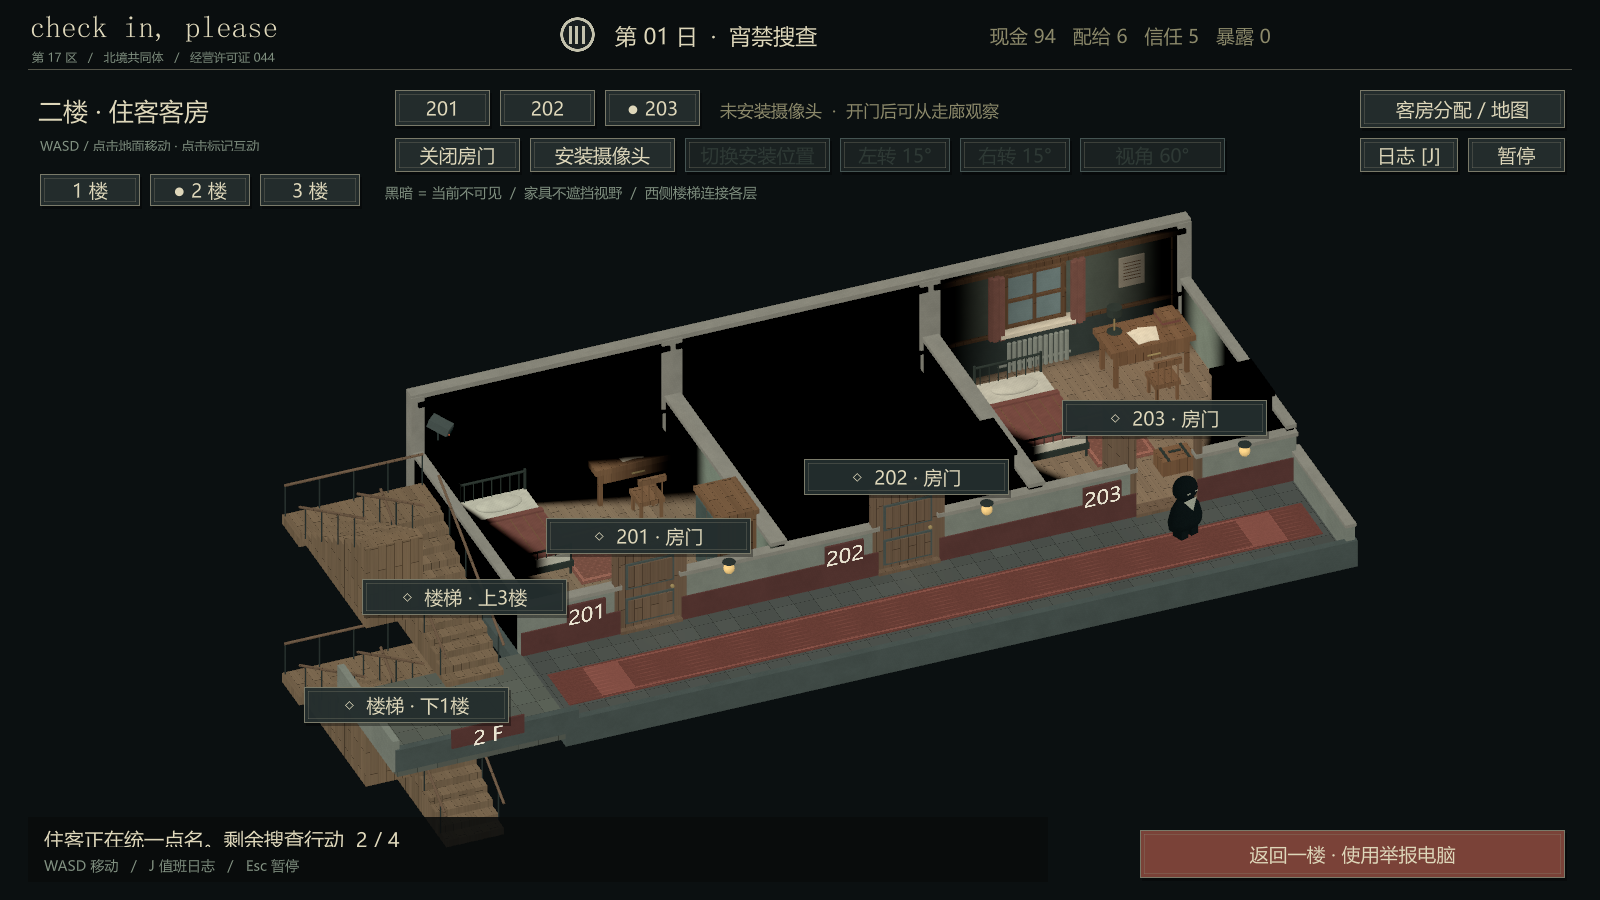 check in, please
第 17 区 / 北境共同体 / 经营许可证 044
第 01 日 · 宵禁搜查
现金 94 配给 6 信任 5 暴露 0
二楼 · 住客客房
WASD / 点击地面移动 · 点击标记互动
1 楼
● 2 楼
3 楼
201
202
● 203
未安装摄像头 · 开门后可从走廊观察
关闭房门
安装摄像头
切换安装位置
左转 15°
右转 15°
视角 60°
黑暗 = 当前不可见 / 家具不遮挡视野 / 西侧楼梯连接各层
客房分配 / 地图
日志 [J]
暂停
◇ 203 · 房门
◇ 202 · 房门
203
◇ 201 · 房门
202
◇ 楼梯 · 上3楼
201
◇ 楼梯 · 下1楼
2 F
住客正在统一点名。剩余搜查行动 2 / 4
WASD 移动 / J 值班日志 / Esc 暂停
返回一楼 · 使用举报电脑